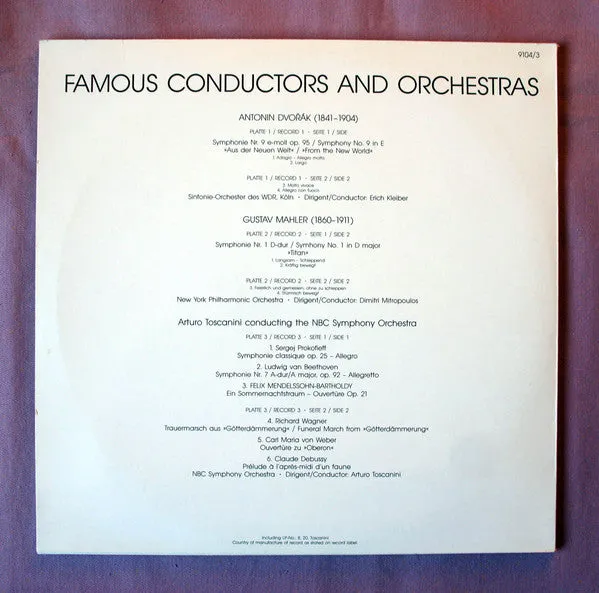 9104/3
FAMOUS CONDUCTORS AND ORCHESTRAS
ANTONIN DVOŘÁK (1841-1904)
PLATTE 1 / RECORD 1 · SEITE 1 / SIDE
Symphonie Nr. 9 e-moll op. 95 / Symphony No. 9 in E
»Aus der Neuen Welt« / »From the New World«
1. Adagio - Allegro molto
2. Largo
PLATTE 1 / RECORD 1 · SEITE 2 / SIDE 2
3. Molto vivace
4. Allegro con fuoco
Sinfonie-Orchester des WDR, Köln · Dirigent/Conductor: Erich Kleiber
GUSTAV MAHLER (1860-1911)
PLATTE 2 / RECORD 2 · SEITE 1 / SIDE 2
Symphonie Nr. 1 D-dur / Symhony No. 1 in D major
»Titan«
1. Langsam - Schleppend
2. Kräftig bewegt
PLATTE 2 / RECORD 2 · SEITE 2 / SIDE 2
3. Feierlich und gemessen, ohne zu schleppen
4. Stürmisch bewegt
New York Philharmonic Orchestra · Dirigent/Conductor: Dimitri Mitropoulos
Arturo Toscanini conducting the NBC Symphony Orchestra
PLATTE 3 / RECORD 3 · SEITE 1 / SIDE 1
1. Sergej Prokofieff
Symphonie classique op. 25 - Allegro
2. Ludwig van Beethoven
Symphonie Nr. 7 A-dur/A major, op. 92 - Allegretto
3. FELIX MENDELSSOHN-BARTHOLDY
Ein Sommernachtstraum – Ouvertüre Op. 21
PLATTE 3 / RECORD 3 · SEITE 2 / SIDE 2
4. Richard Wagner
Trauermarsch aus »Götterdämmerung« / Funeral March from »Götterdämmerung«
5. Carl Maria von Weber
Ouvertüre zu »Oberon«
6. Claude Debussy
Prélude à l'après-midi d'un faune
NBC Symphony Orchestra · Dirigent/Conductor: Arturo Toscanini
Including LP-No.: 8, 20, Toscanini
Country of manufacture of record as stated on record label.